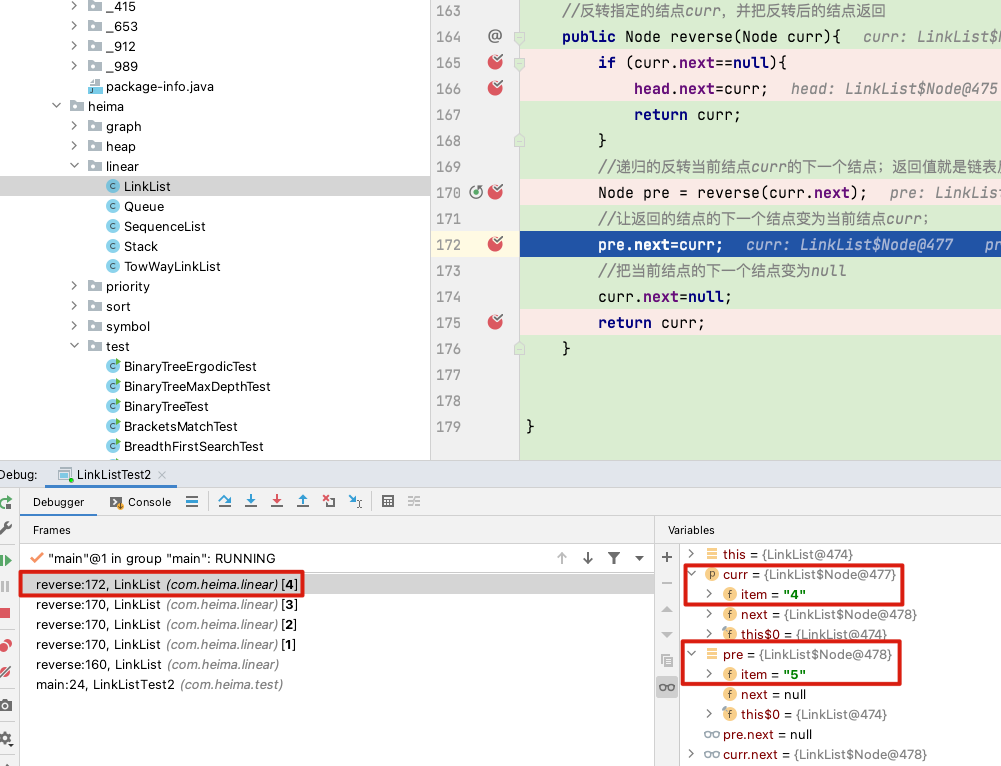 _415
_653
_912
_989
package-info.java
heima
graph
heap
linear
LinkList
Queue
SequenceList
Stack
TowWayLinkList
priority
sort
symbol
test
BinaryTreeErgodicTest
BinaryTreeMaxDepthTest
BinaryTreeTest
BracketsMatchTest
BreadthFirstSearchTest
163 //反转指定的结点curr，并把反转后的结点返回
164 @ public Node reverse(Node curr){ curr: LinkList$N
165 if (curr.next==null){
166 head.next=curr; head: LinkList$Node@475
167 return curr;
168 }
169 //递归的反转当前结点curr的下一个结点；返回值就是链表
170 Node pre = reverse(curr.next); pre: LinkList
171 //让返回的结点的下一个结点变为当前结点curr；
172 pre.next=curr; curr: LinkList$Node@477 pr
173 //把当前结点的下一个结点变为null
174 curr.next=null;
175 return curr;
176 }
177
178
179 }
Debug: LinkListTest2
Debugger Console
Frames
"main"@1 in group "main": RUNNING
reverse:172, LinkList (com.heima.linear) [4]
reverse:170, LinkList (com.heima.linear) [3]
reverse:170, LinkList (com.heima.linear) [2]
reverse:170, LinkList (com.heima.linear) [1]
reverse:160, LinkList (com.heima.linear)
main:24, LinkListTest2 (com.heima.test)
Variables
this = {LinkList@474}
p curr = {LinkList$Node@477}
f item = "4"
f next = {LinkList$Node@478}
f this$0 = {LinkList@474}
pre = {LinkList$Node@478}
f item = "5"
f next = null
f this$0 = {LinkList@474}
pre.next = null
curr.next = {LinkList$Node@478}